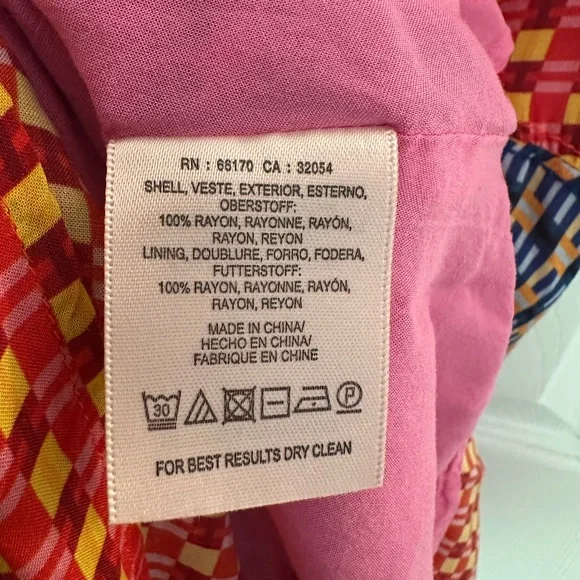 RN : 66170 CA : 32054
SHELL, VESTE, EXTERIOR, ESTERNO,
OBERSTOFF:
100% RAYON, RAYONNE, RAYÓN,
RAYON, REYON
LINING, DOUBLURE, FORRO, FODERA,
FUTTERSTOFF:
100% RAYON, RAYONNE, RAYÓN,
RAYON, REYON
MADE IN CHINA/
HECHO EN CHINA/
FABRIQUE EN CHINE
30 P
FOR BEST RESULTS DRY CLEAN